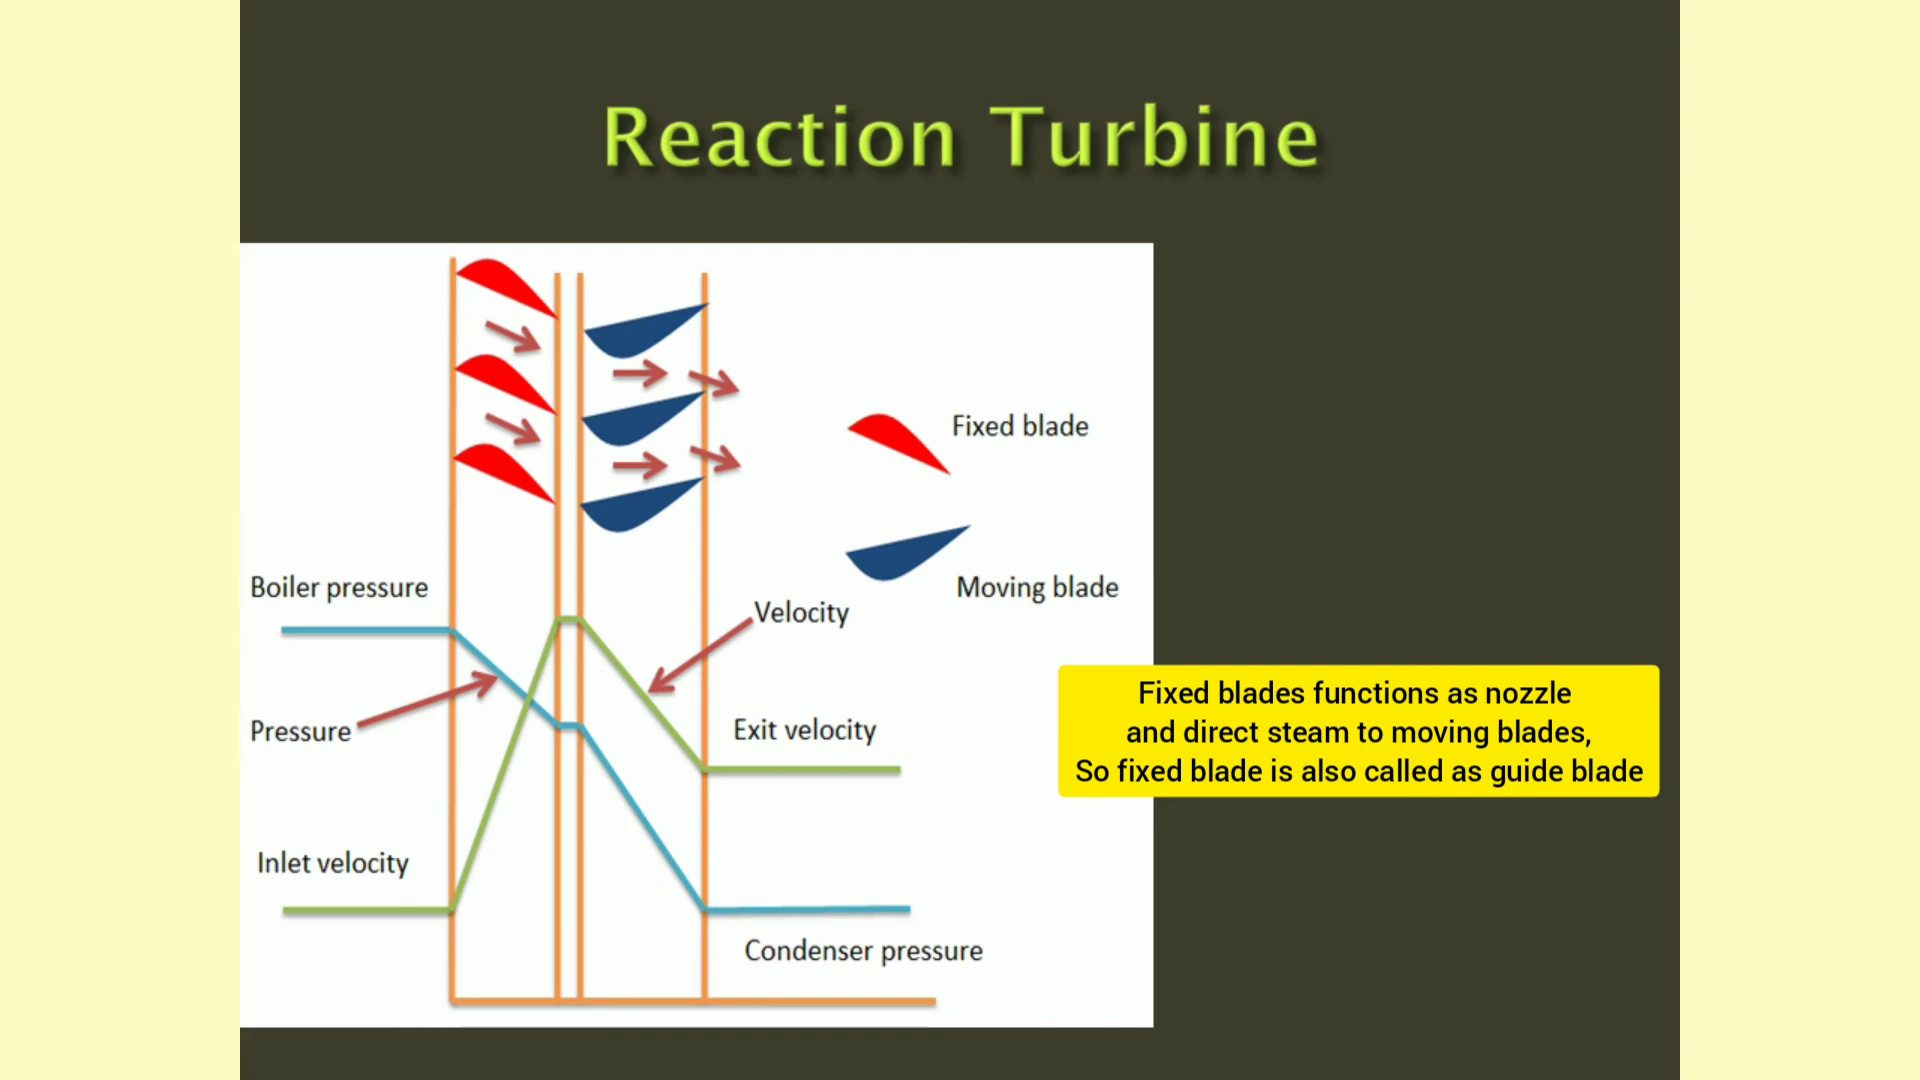 Reaction Turbine
Fixed blade
Boiler pressure
Moving blade
Velocity
Pressure
Exit velocity
Fixed blades functions as nozzle
and direct steam to moving blades,
So fixed blade is also called as guide blade
Inlet velocity
Condenser pressure